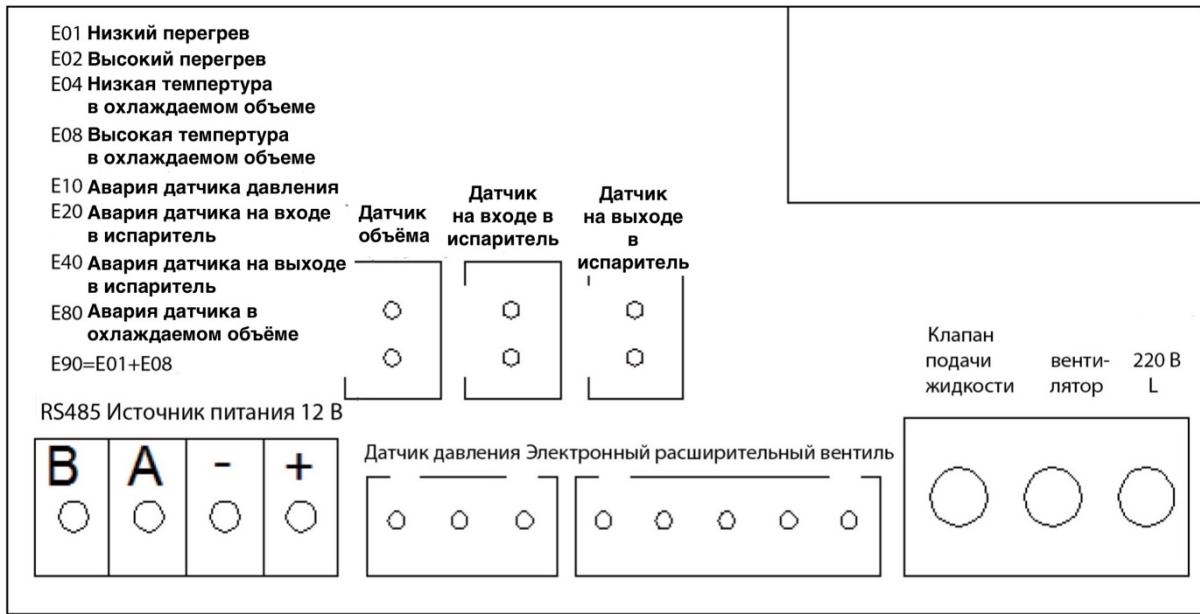 E01 Низкий перегрев
E02 Высокий перегрев
E04 Низкая темпертура
в охлаждаемом объеме
E08 Высокая темпертура
в охлаждаемом объеме
E10 Авария датчика давления
E20 Авария датчика на входе
в испаритель
E40 Авария датчика на выходе
в испаритель
E80 Авария датчика в
охлаждаемом объёме
E90=E01+E08
Датчик
объёма
Датчик
на входе в
испаритель
Датчик
на выходе
в
испаритель
Клапан
подачи
жидкости
венти-
лятор
220 В
L
RS485 Источник питания 12 В
B A - +
Датчик давления Электронный расширительный вентиль